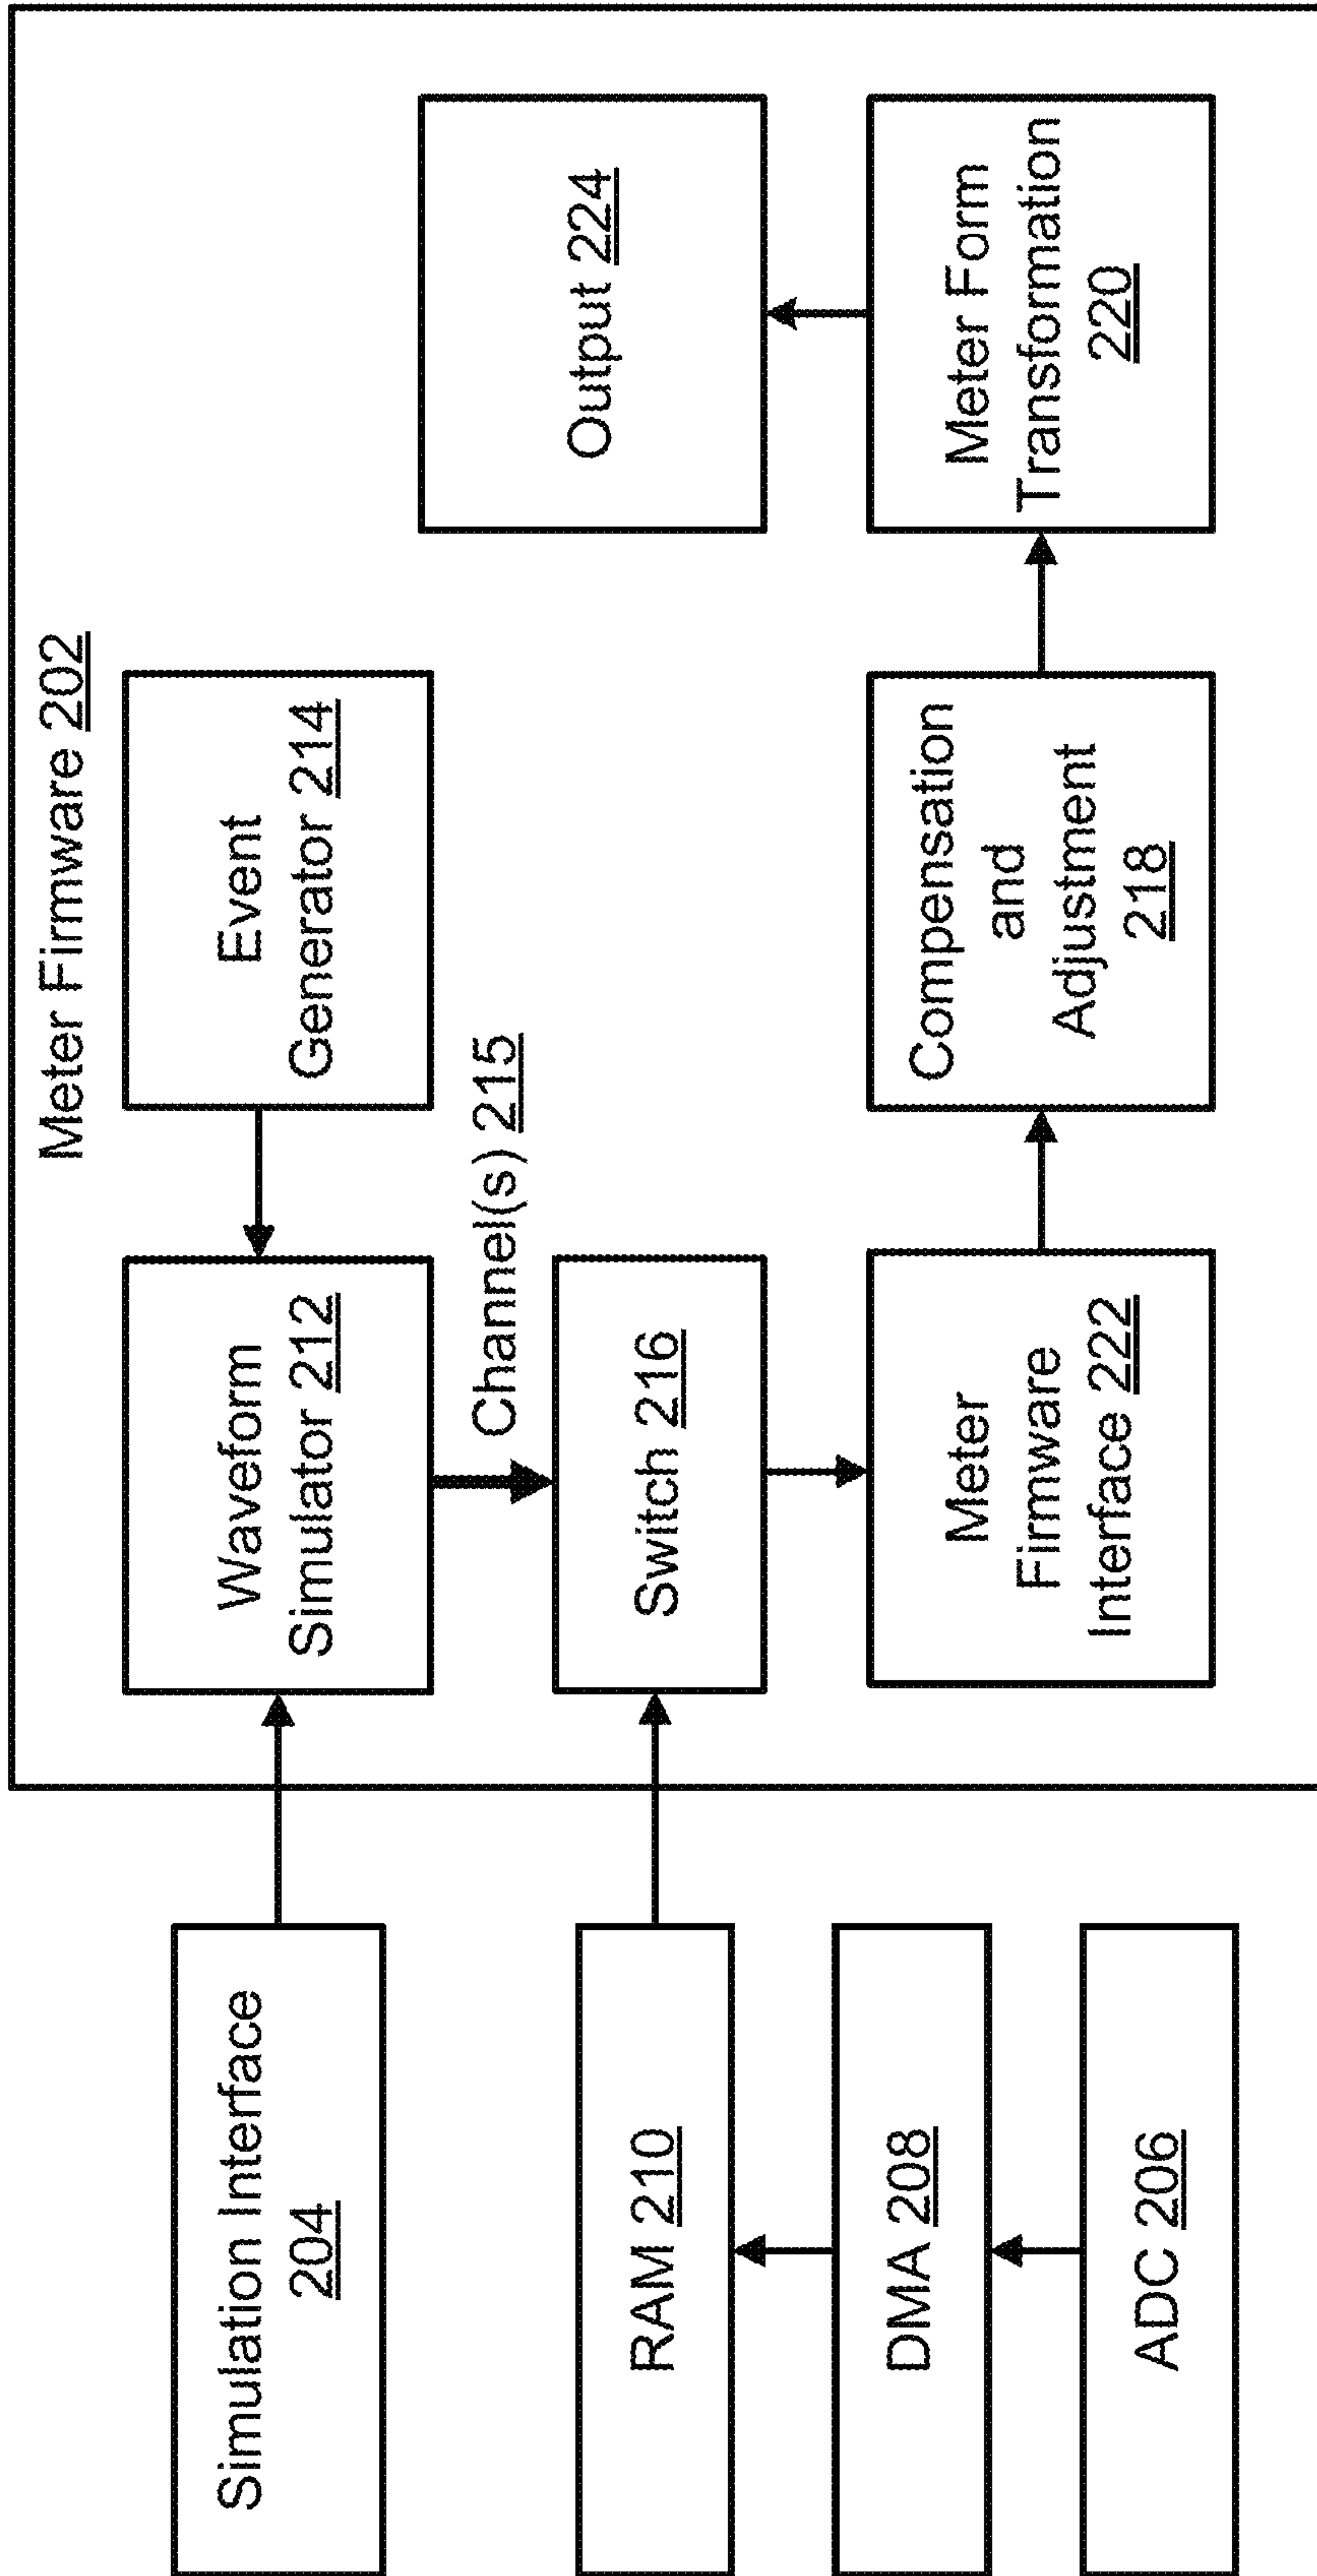 Meter Firmware 202
Simulation Interface
204
Waveform
Simulator 212
Event
Generator 214
Channel(s) 215
RAM 210
Switch 216
Output 224
DMA 208
ADC 206
Meter
Firmware
Interface 222
Compensation
and
Adjustment
218
Meter Form
Transformation
220